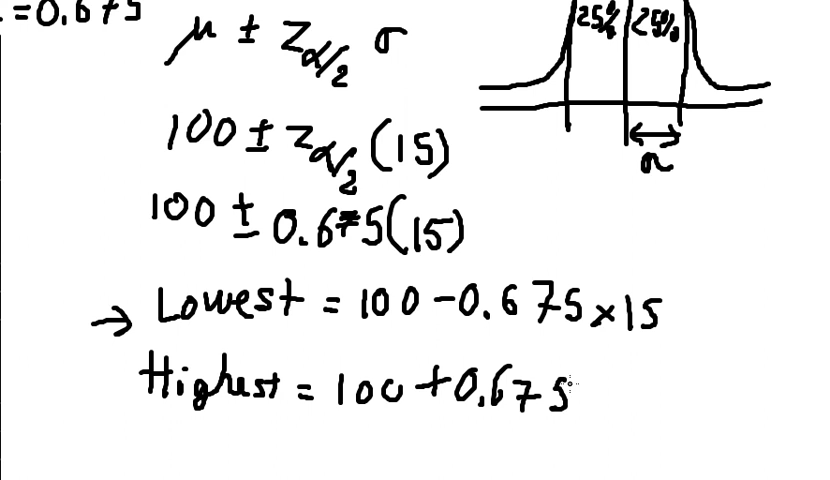 =0.675
μ ± Zα/2 σ
25% 25%
100 ± Zα/2 (15)
σ
100 ± 0.675(15)
→ Lowest = 100-0.675×15
Highest = 100+0.675